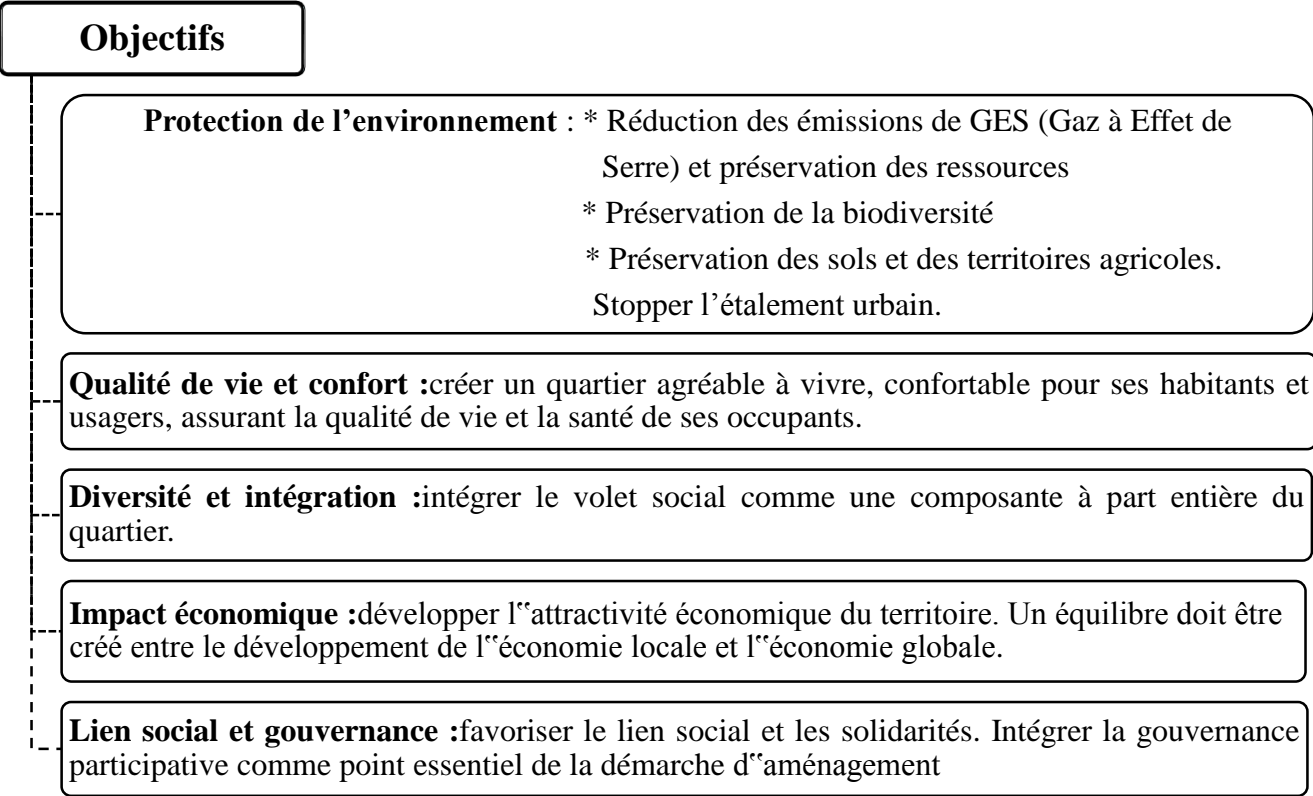 Objectifs
Protection de l’environnement : * Réduction des émissions de GES (Gaz à Effet de
Serre) et préservation des ressources
* Préservation de la biodiversité
* Préservation des sols et des territoires agricoles.
Stopper l’étalement urbain.
Qualité de vie et confort :créer un quartier agréable à vivre, confortable pour ses habitants et
usagers, assurant la qualité de vie et la santé de ses occupants.
Diversité et intégration :intégrer le volet social comme une composante à part entière du
quartier.
Impact économique :développer l‟attractivité économique du territoire. Un équilibre doit être
créé entre le développement de l‟économie locale et l‟économie globale.
Lien social et gouvernance :favoriser le lien social et les solidarités. Intégrer la gouvernance
participative comme point essentiel de la démarche d‟aménagement